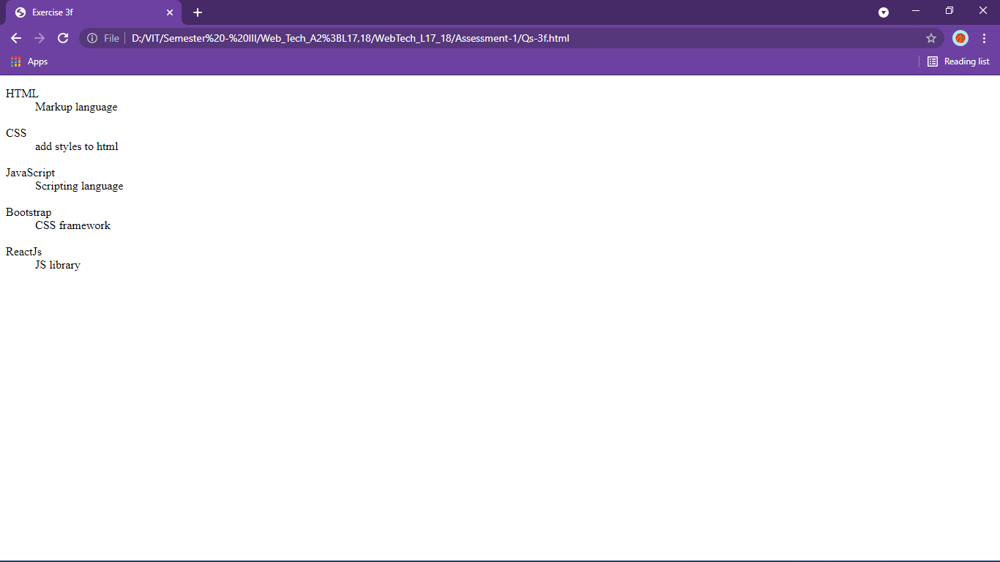 Exercise 3f
File D:/VIT/Semester%20-%20III/Web_Tech_A2%3BL17,18/WebTech_L17_18/Assessment-1/Qs-3f.html
Apps Reading list
HTML
Markup language
CSS
add styles to html
JavaScript
Scripting language
Bootstrap
CSS framework
ReactJs
JS library